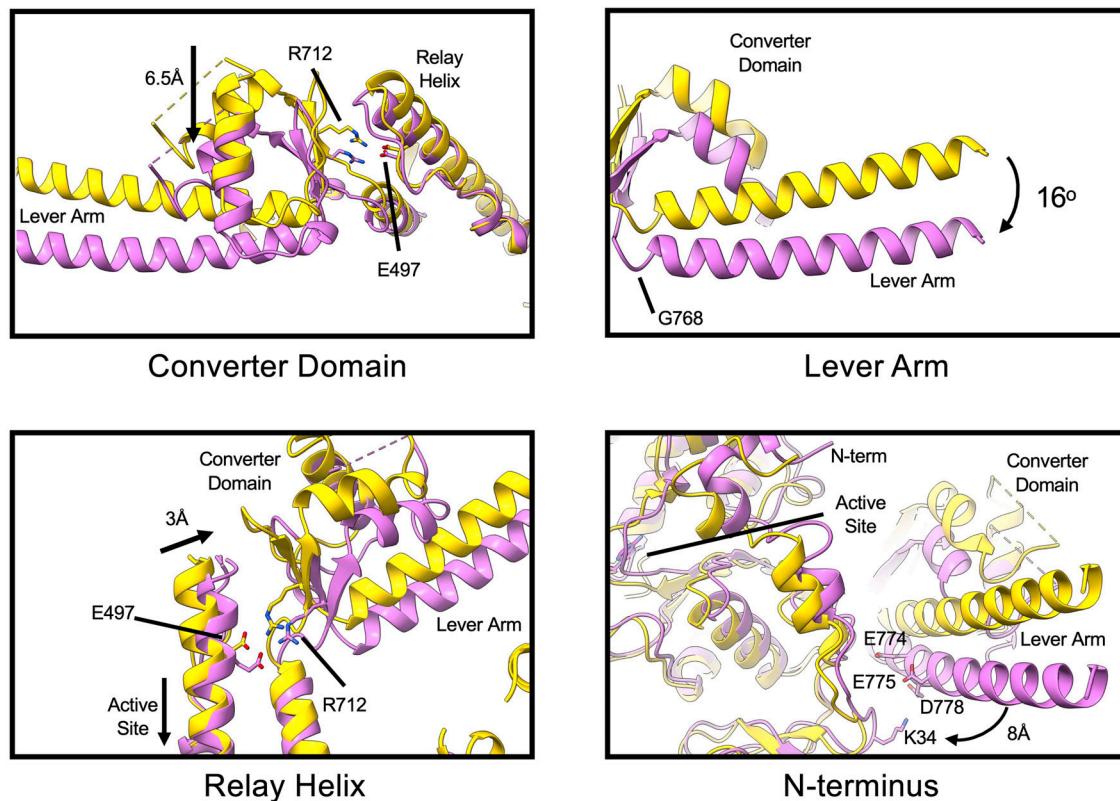 6.5Å
R712
Relay
Helix
Lever Arm
E497
Converter Domain
Converter
Domain
16º
Lever Arm
G768
Lever Arm
Converter
Domain
3Å
E497
Lever Arm
Active
Site
R712
Relay Helix
N-term
Converter
Domain
Active
Site
Lever Arm
E774
E775
D778
K34
8Å
N-terminus